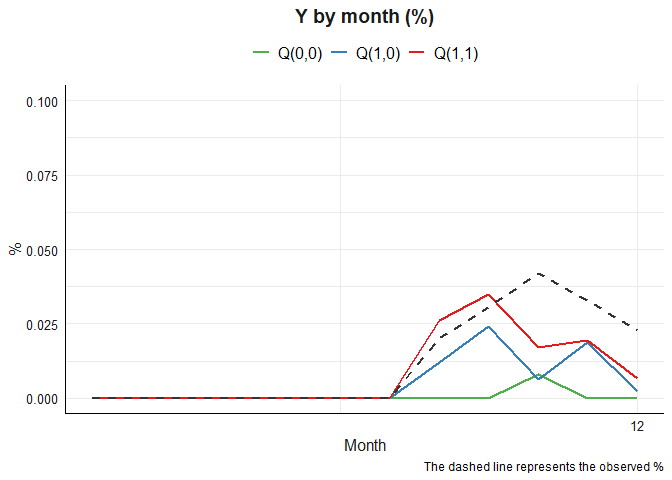 Y by month (%)
Q(0,0) Q(1,0) Q(1,1)
0.100
0.075
0.050
0.025
0.000
%
12
Month
The dashed line represents the observed %